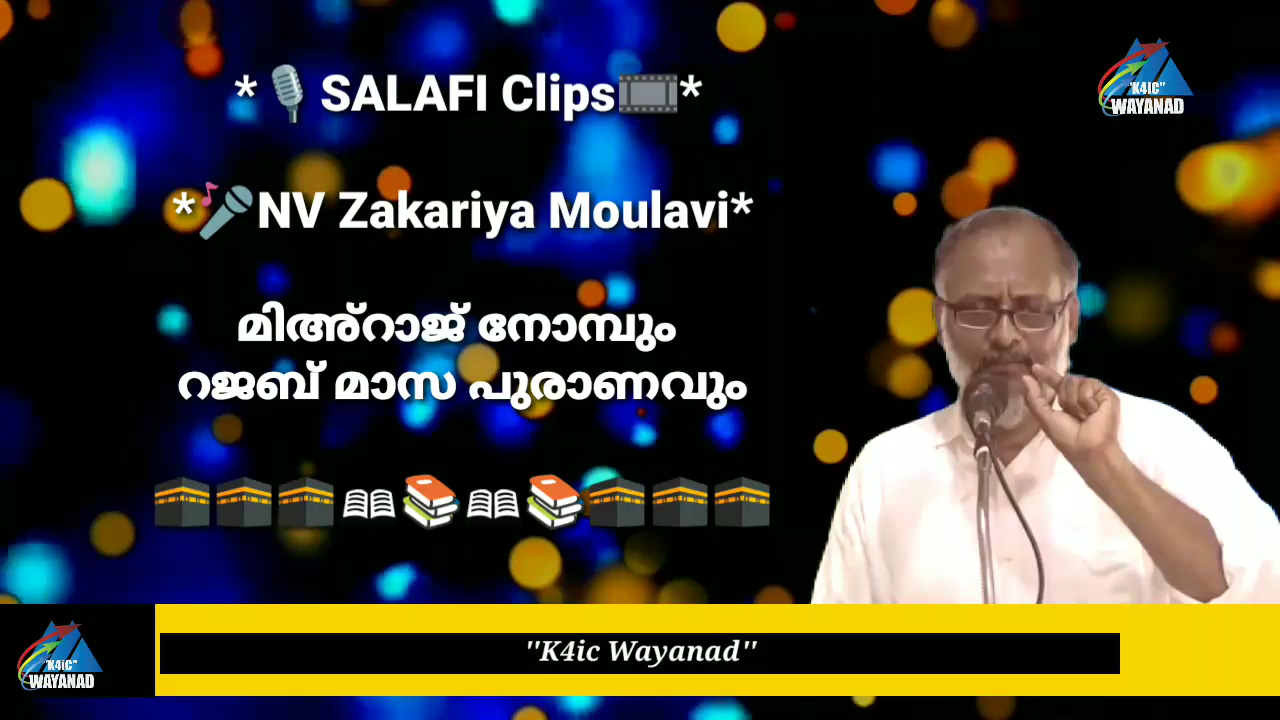 *🎙️SALAFI Clips🎞️*
*🎤NV Zakariya Moulavi*
മിഅ്റാജ് നോമ്പും
റജബ് മാസ പുരാണവും
🕋🕋🕋📖📚📖📚🕋🕋🕋
"K4IC"
WAYANAD
"K4IC"
WAYANAD
"K4ic Wayanad"